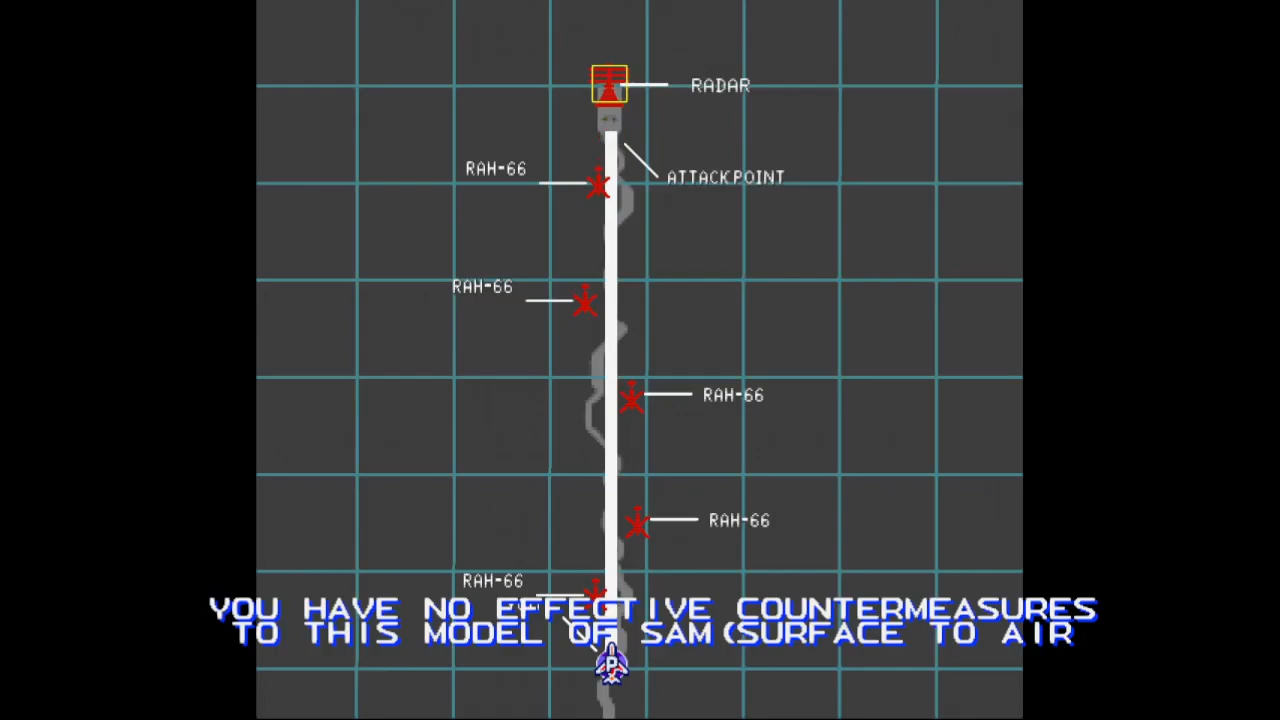 RADAR
RAH-66
ATTACKPOINT
RAH-66
RAH-66
RAH-66
RAH-66
YOU HAVE NO EFFECTIVE COUNTERMEASURES
TO THIS MODEL OF SAM(SURFACE TO AIR
P